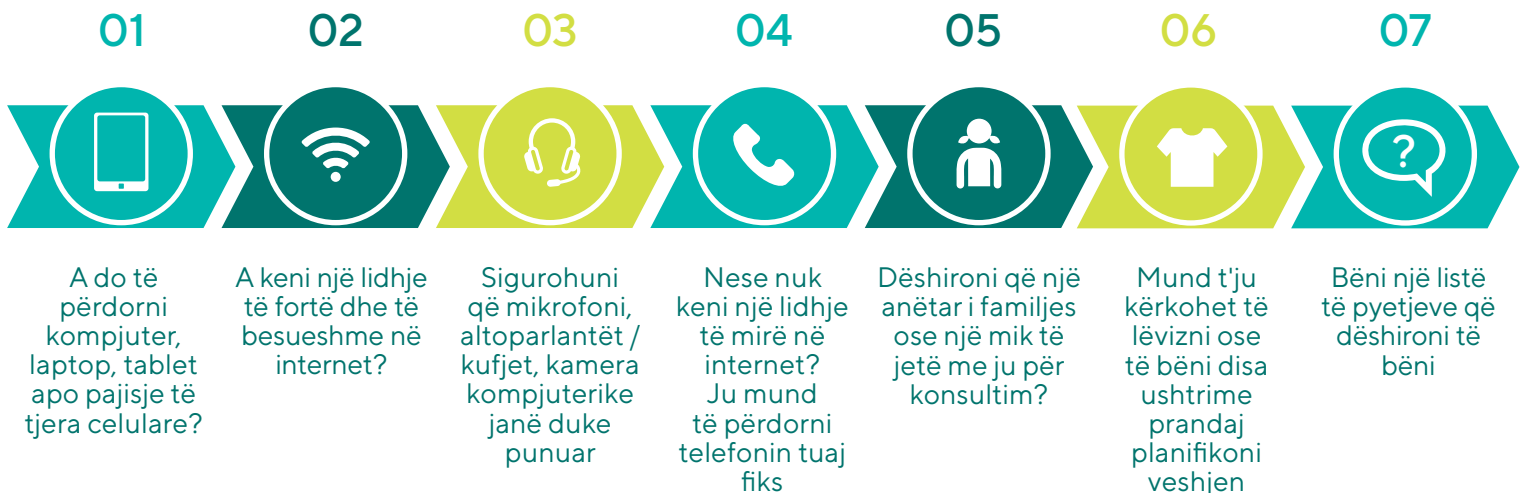 01
02
03
04
05
06
07
?
A do të
përdorni
kompjuter,
laptop, tablet
apo pajisje të
tjera celulare?
A keni një lidhje
të fortë dhe të
besueshme në
internet?
Sigurohuni
që mikrofoni,
altoparlantët /
kufjet, kamera
kompjuterike
janë duke
punuar
Nese nuk
keni një lidhje
të mirë në
internet?
Ju mund
të përdorni
telefonin tuaj
fiks
Dëshironi që një
anëtar i familjes
ose një mik të
jetë me ju për
konsultim?
Mund t'ju
kërkohet të
lëvizni ose
të bëni disa
ushtrime
prandaj
planifikoni
veshjen
Bëni një listë
të pyetjeve që
dëshironi të
bëni